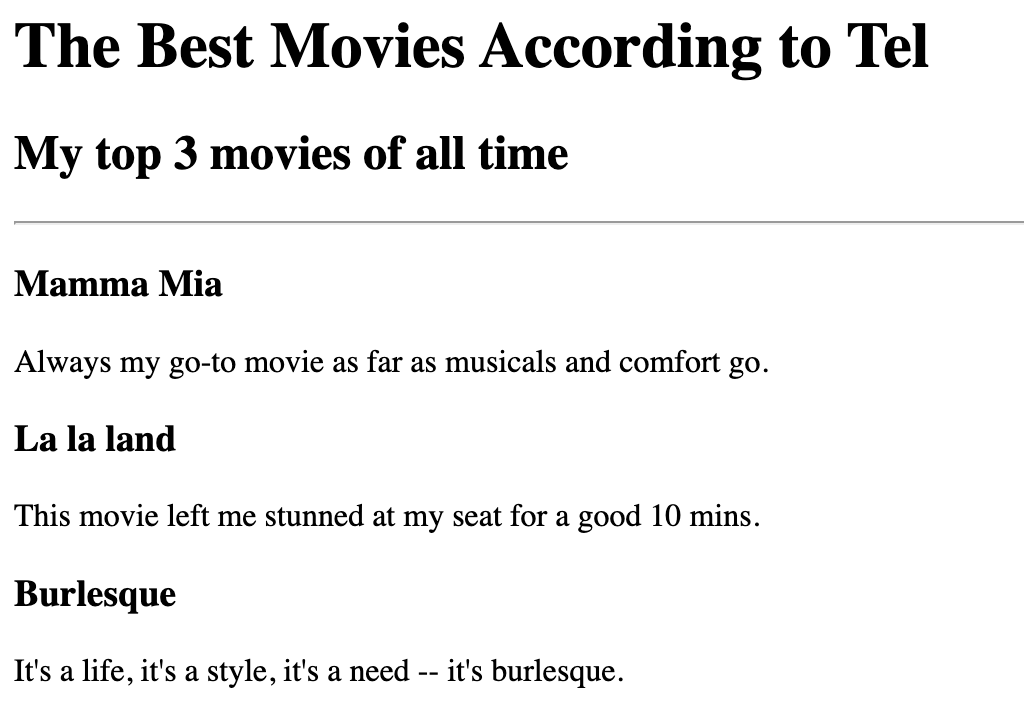 The Best Movies According to Tel
My top 3 movies of all time
Mamma Mia
Always my go-to movie as far as musicals and comfort go.
La la land
This movie left me stunned at my seat for a good 10 mins.
Burlesque
It's a life, it's a style, it's a need -- it's burlesque.